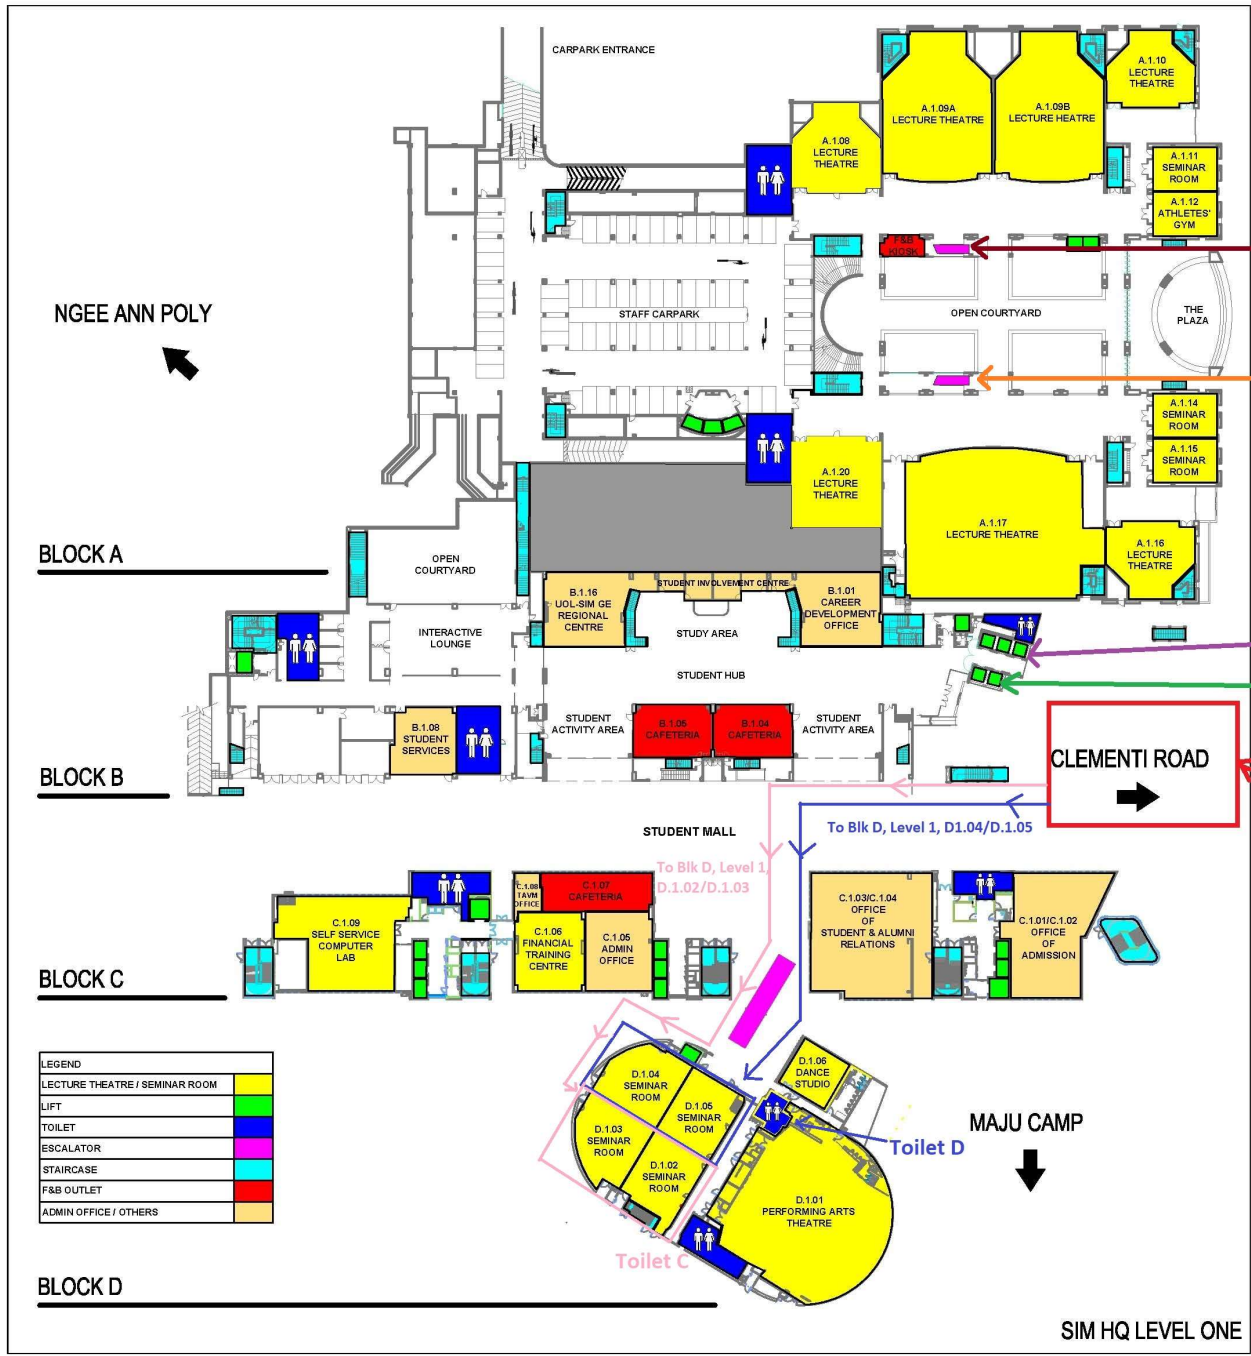 CARPARK ENTRANCE
A.1.08
LECTURE
THEATRE
A.1.09A
LECTURE THEATRE
A.1.09B
LECTURE HEATRE
A.1.10
LECTURE
THEATRE
A.1.11
SEMINAR
ROOM
A.1.12
ATHLETES'
GYM
F&B
KIOSK
NGEE ANN POLY
STAFF CARPARK
OPEN COURTYARD
THE
PLAZA
A.1.14
SEMINAR
ROOM
A.1.15
SEMINAR
ROOM
A.1.20
LECTURE
THEATRE
A.1.17
LECTURE THEATRE
A.1.16
LECTURE
THEATRE
BLOCK A
OPEN
COURTYARD
B.1.16
UOL-SIM GE
REGIONAL
CENTRE
STUDENT INVOLVEMENT CENTRE
B.1.01
CAREER
DEVELOPMENT
OFFICE
INTERACTIVE
LOUNGE
STUDY AREA
STUDENT HUB
STUDENT
ACTIVITY AREA
B.1.05
CAFETERIA
B.1.04
CAFETERIA
STUDENT
ACTIVITY AREA
B.1.08
STUDENT
SERVICES
CLEMENTI ROAD
BLOCK B
STUDENT MALL
To Blk D, Level 1, D1.04/D.1.05
To Blk D, Level 1,
D.1.02/D.1.03
C.1.09
SELF SERVICE
COMPUTER
LAB
C.1.08
TAVM
OFFICE
C.1.07
CAFETERIA
C.1.06
FINANCIAL
TRAINING
CENTRE
C.1.05
ADMIN
OFFICE
C.1.03/C.1.04
OFFICE
OF
STUDENT & ALUMNI
RELATIONS
C.1.01/C.1.02
OFFICE
OF
ADMISSION
BLOCK C
LEGEND
LECTURE THEATRE / SEMINAR ROOM
LIFT
TOILET
ESCALATOR
STAIRCASE
F&B OUTLET
ADMIN OFFICE / OTHERS
D.1.06
DANCE
STUDIO
D.1.04
SEMINAR
ROOM
D.1.05
SEMINAR
ROOM
D.1.03
SEMINAR
ROOM
D.1.02
SEMINAR
ROOM
Toilet D
MAJU CAMP
D.1.01
PERFORMING ARTS
THEATRE
Toilet C
BLOCK D
SIM HQ LEVEL ONE